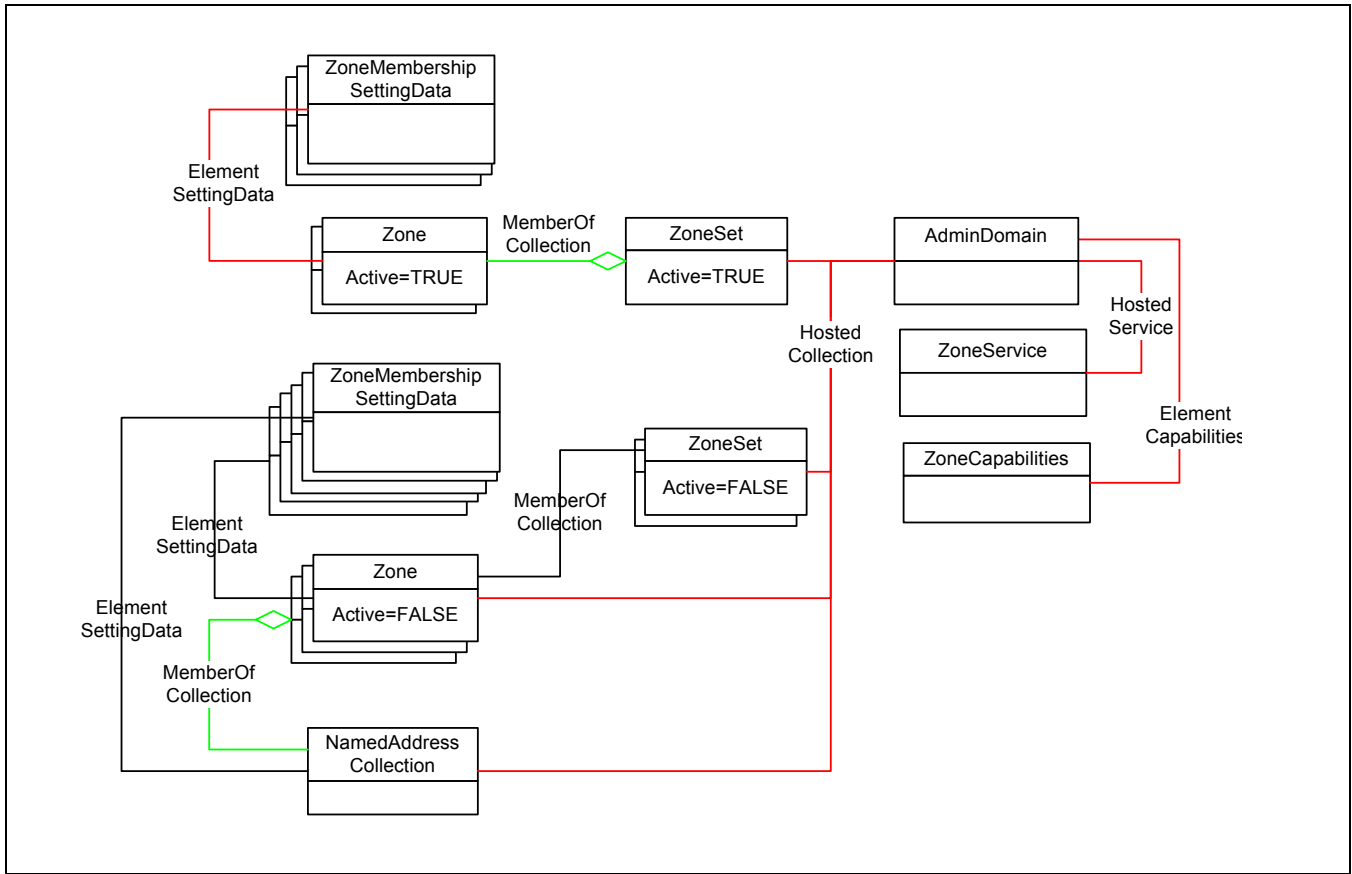 ZoneMembership
SettingData
Element
SettingData
Zone
Active=TRUE
MemberOf
Collection
ZoneSet
Active=TRUE
AdminDomain
Hosted
Service
Hosted
Collection
ZoneService
ZoneMembership
SettingData
Element
Capabilities
ZoneSet
Active=FALSE
ZoneCapabilities
MemberOf
Collection
Element
SettingData
Zone
Active=FALSE
Element
SettingData
MemberOf
Collection
NamedAddress
Collection